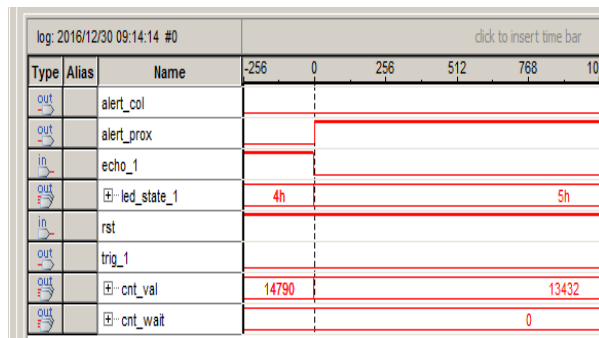 log: 2016/12/30 09:14:14 #0 click to insert time bar
Type Alias Name -256 0 256 512 768 10
out alert_col
out alert_prox
in echo_1
out led_state_1 4h 5h
in rst
out trig_1
out cnt_val 14790 13432
out cnt_wait 0